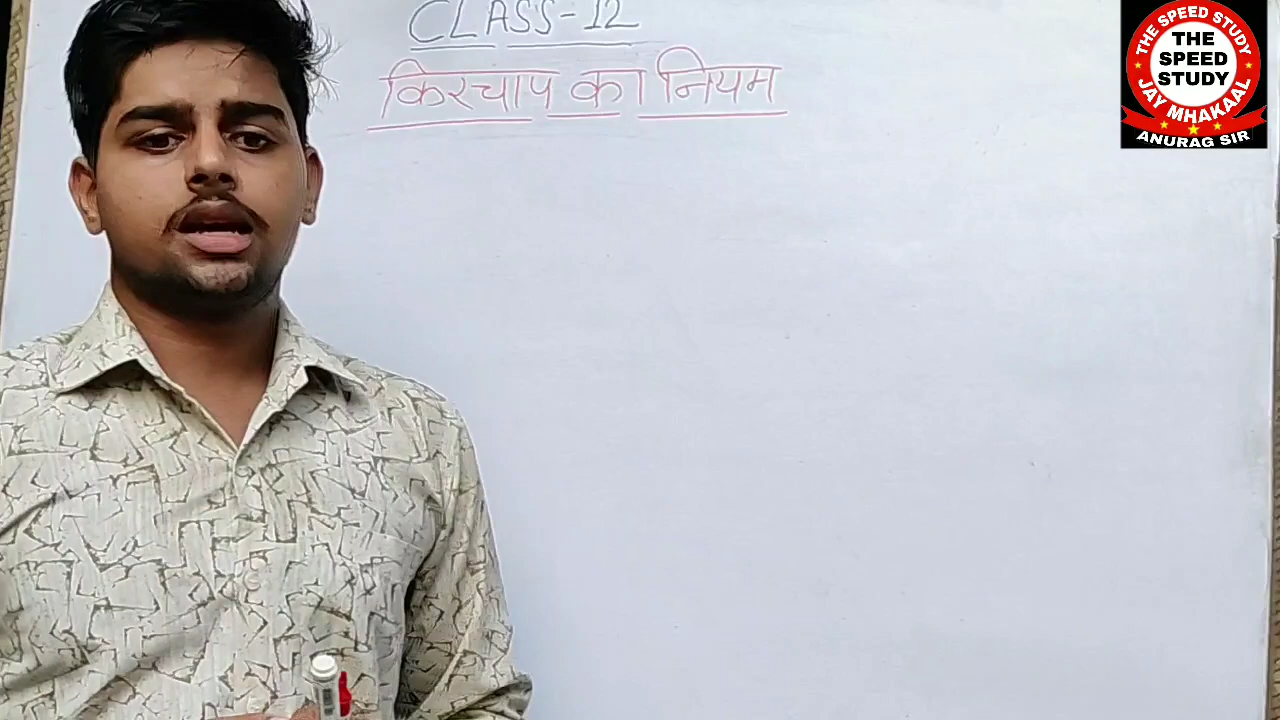 CLASS-12
किरचाप का नियम
THE SPEED STUDY
THE
SPEED
STUDY
JAY MHAKAAL
ANURAG SIR